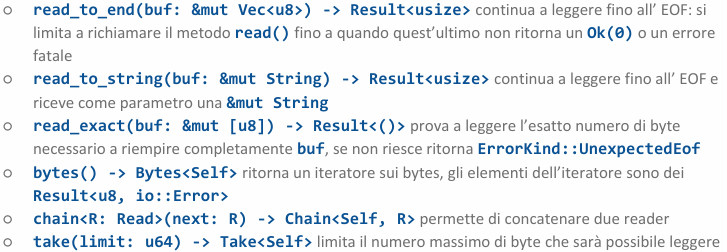 ○ read_to_end(buf: &mut Vec<u8>) -> Result<usize> continua a leggere fino all' EOF: si
limita a richiamare il metodo read() fino a quando quest'ultimo non ritorna un Ok(0) o un errore
fatale
○ read_to_string(buf: &mut String) -> Result<usize> continua a leggere fino all' EOF e
riceve come parametro una &mut String
○ read_exact(buf: &mut [u8]) -> Result<()> prova a leggere l'esatto numero di byte
necessario a riempire completamente buf, se non riesce ritorna ErrorKind::UnexpectedEof
○ bytes() -> Bytes<Self> ritorna un iteratore sui bytes, gli elementi dell'iteratore sono dei
Result<u8, io::Error>
○ chain<R: Read>(next: R) -> Chain<Self, R> permette di concatenare due reader
○ take(limit: u64) -> Take<Self> limita il numero massimo di byte che sarà possibile leggere